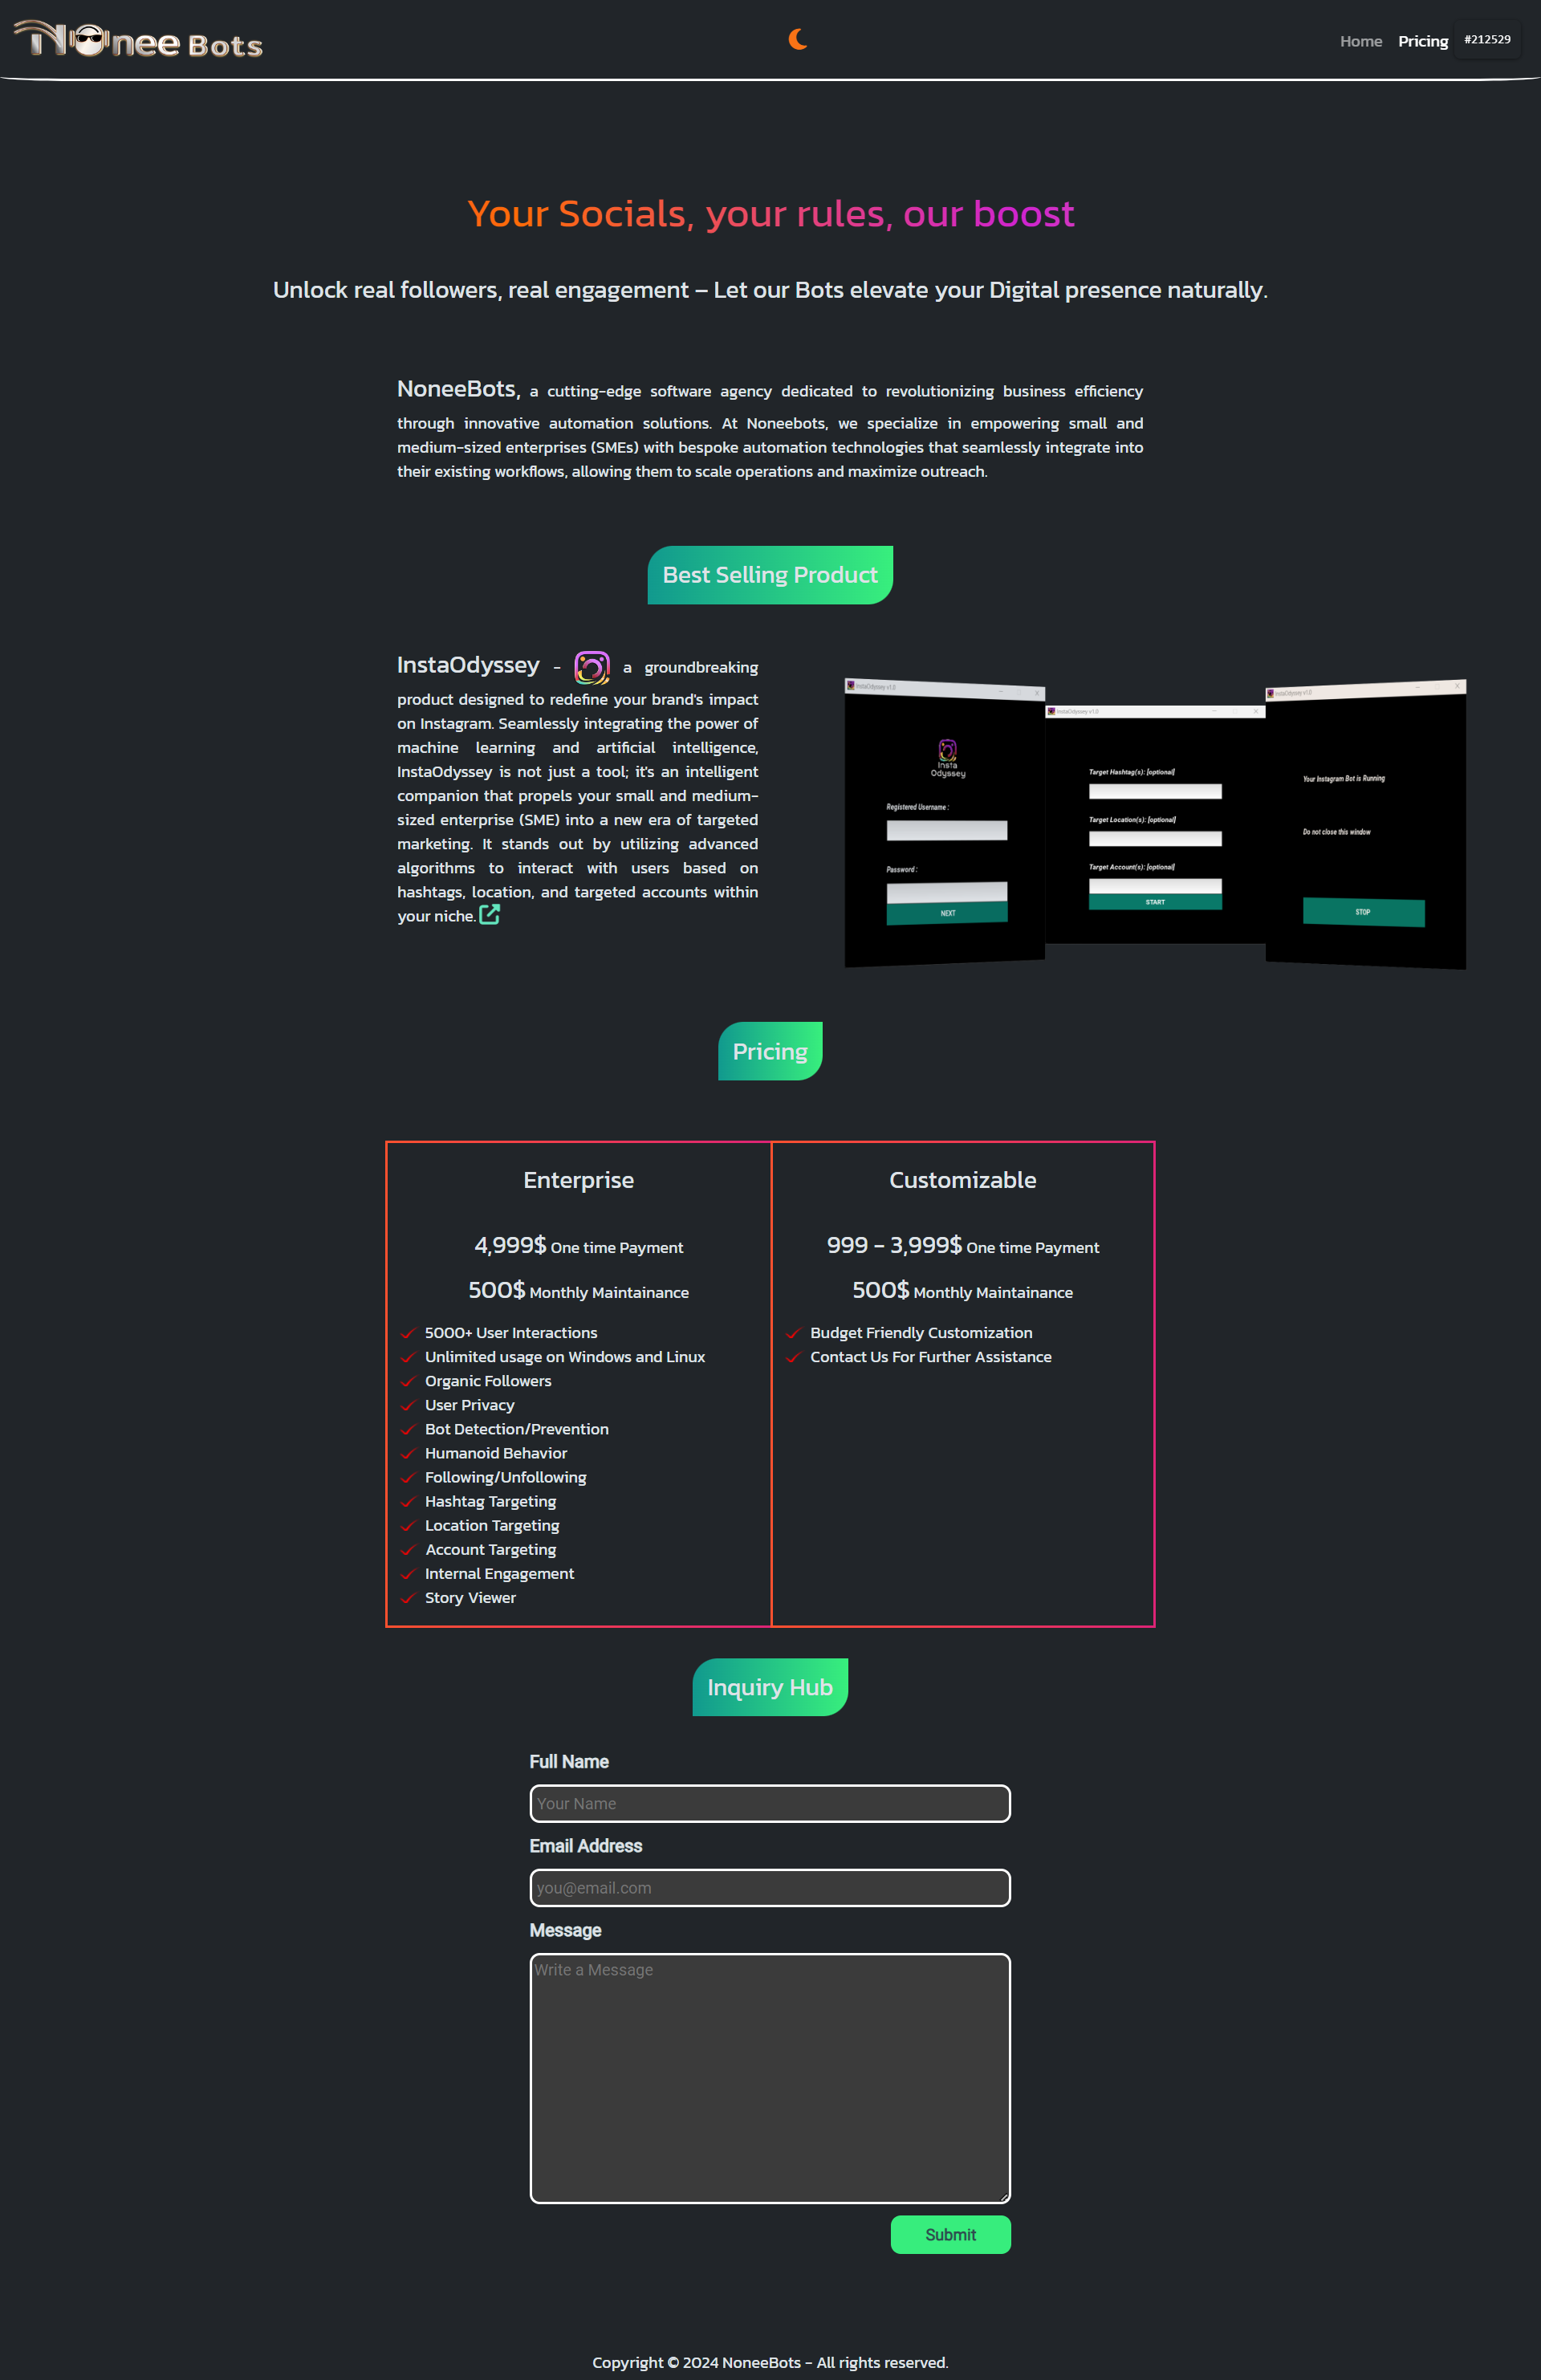 Nonee Bots
Home Pricing #212529
Your Socials, your rules, our boost
Unlock real followers, real engagement – Let our Bots elevate your Digital presence naturally.
NoneeBots, a cutting-edge software agency dedicated to revolutionizing business efficiency
through innovative automation solutions. At Noneebots, we specialize in empowering small and
medium-sized enterprises (SMEs) with bespoke automation technologies that seamlessly integrate into
their existing workflows, allowing them to scale operations and maximize outreach.
Best Selling Product
InstaOdyssey - a groundbreaking
product designed to redefine your brand's impact
on Instagram. Seamlessly integrating the power of
machine learning and artificial intelligence,
InstaOdyssey is not just a tool; it's an intelligent
companion that propels your small and medium-
sized enterprise (SME) into a new era of targeted
marketing. It stands out by utilizing advanced
algorithms to interact with users based on
hashtags, location, and targeted accounts within
your niche.
InstaOdyssey v1.0
Insta
Odyssey
Registered Username :
Password :
NEXT
InstaOdyssey v1.0
Target Hashtag(s): [optional]
Target Location(s): [optional]
Target Account(s): [optional]
START
InstaOdyssey v1.0
Your Instagram Bot is Running
Do not close this window
STOP
Pricing
Enterprise
4,999$ One time Payment
500$ Monthly Maintainance
5000+ User Interactions
Unlimited usage on Windows and Linux
Organic Followers
User Privacy
Bot Detection/Prevention
Humanoid Behavior
Following/Unfollowing
Hashtag Targeting
Location Targeting
Account Targeting
Internal Engagement
Story Viewer
Customizable
999 - 3,999$ One time Payment
500$ Monthly Maintainance
Budget Friendly Customization
Contact Us For Further Assistance
Inquiry Hub
Full Name
Your Name
Email Address
you@email.com
Message
Write a Message
Submit
Copyright © 2024 NoneeBots - All rights reserved.